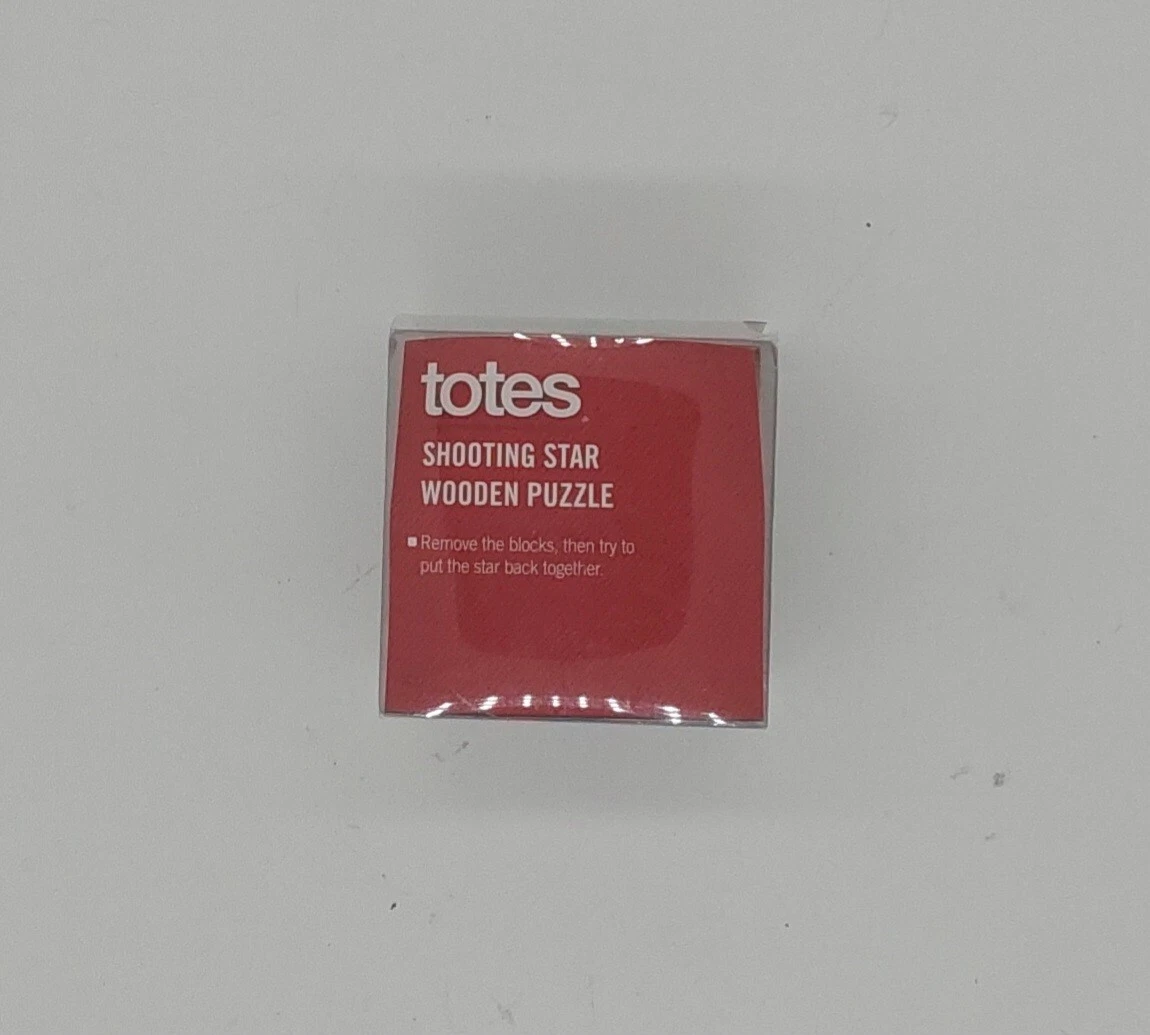 totes
SHOOTING STAR
WOODEN PUZZLE
▪ Remove the blocks, then try to
put the star back together.